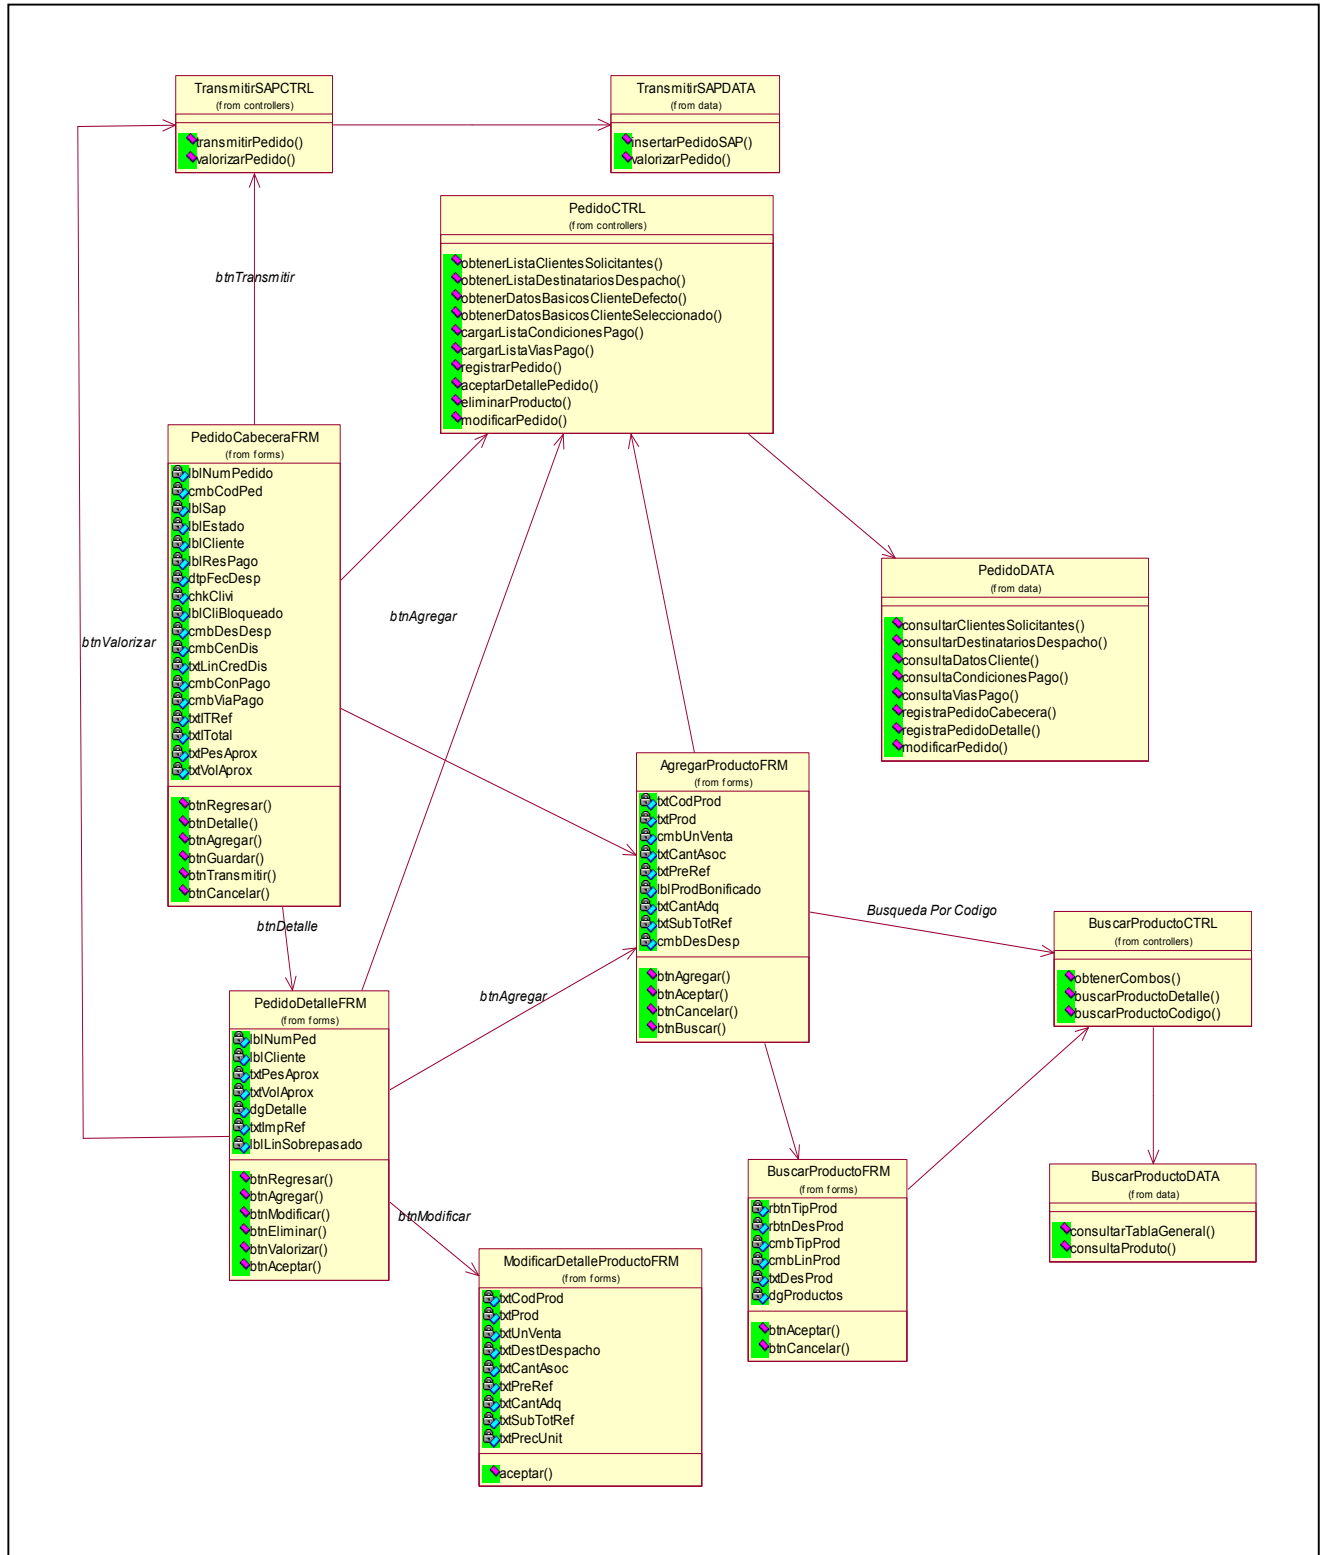 TransmitirSAPCTRL
(from controllers)
transmitirPedido()
valorizarPedido()
TransmitirSAPDATA
(from data)
insertarPedidoSAP()
valorizarPedido()
PedidoCTRL
(from controllers)
obtenerListaClientesSolicitantes()
obtenerListaDestinatariosDespacho()
obtenerDatosBasicosClienteDefecto()
obtenerDatosBasicosClienteSeleccionado()
cargarListaCondicionesPago()
cargarListaViasPago()
registrarPedido()
aceptarDetallePedido()
eliminarProducto()
modificarPedido()
btnTransmitir
PedidoCabeceraFRM
(from forms)
lblNumPedido
cmbCodPed
lblSap
lblEstado
lblCliente
lblResPago
dtpFecDesp
chkClivi
lblCliBloqueado
cmbDesDesp
cmbCenDis
txtLinCredDis
cmbConPago
cmbViaPago
txtITRef
txtITotal
txtPesAprox
txtVolAprox
btnRegresar()
btnDetalle()
btnAgregar()
btnGuardar()
btnTransmitir()
btnCancelar()
btnValorizar
btnAgregar
PedidoDATA
(from data)
consultarClientesSolicitantes()
consultarDestinatariosDespacho()
consultaDatosCliente()
consultaCondicionesPago()
consultaViasPago()
registraPedidoCabecera()
registraPedidoDetalle()
modificarPedido()
AgregarProductoFRM
(from forms)
txtCodProd
txtProd
cmbUnVenta
txtCantAsoc
txtPreRef
lblProdBonificado
txtCantAdq
txtSubTotRef
cmbDesDesp
btnAgregar()
btnAceptar()
btnCancelar()
btnBuscar()
Busqueda Por Codigo
BuscarProductoCTRL
(from controllers)
obtenerCombos()
buscarProductoDetalle()
buscarProductoCodigo()
btnDetalle
PedidoDetalleFRM
(from forms)
lblNumPed
lblCliente
txtPesAprox
txtVolAprox
dgDetalle
txtImpRef
lblLinSobrepasado
btnRegresar()
btnAgregar()
btnModificar()
btnEliminar()
btnValorizar()
btnAceptar()
btnAgregar
btnModificar
BuscarProductoFRM
(from forms)
rbtnTipProd
rbtnDesProd
cmbTipProd
cmbLinProd
txtDesProd
dgProductos
btnAceptar()
btnCancelar()
BuscarProductoDATA
(from data)
consultarTablaGeneral()
consultaProduto()
ModificarDetalleProductoFRM
(from forms)
txtCodProd
txtProd
txtUnVenta
txtDestDespacho
txtCantAsoc
txtPreRef
txtCantAdq
txtSubTotRef
txtPrecUnit
aceptar()